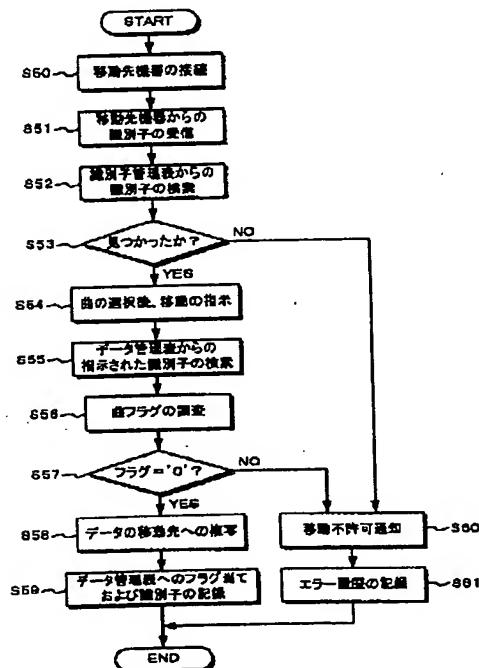 START
S50
移動先機器の接続
S51
移動先機器からの
識別子の受信
S52
識別子管理表からの
識別子の検索
S53
見つかったか？
NO
YES
S54
曲の選択後、移動の指示
S55
データ管理表からの
指示された識別子の検索
S56
曲フラグの調査
S57
フラグ='0'？
NO
YES
S58
データの移動先への複写
移動不許可通知
S60
S59
データ管理表へのフラグ当て
および識別子の記録
エラー履歴の記録
S61
END